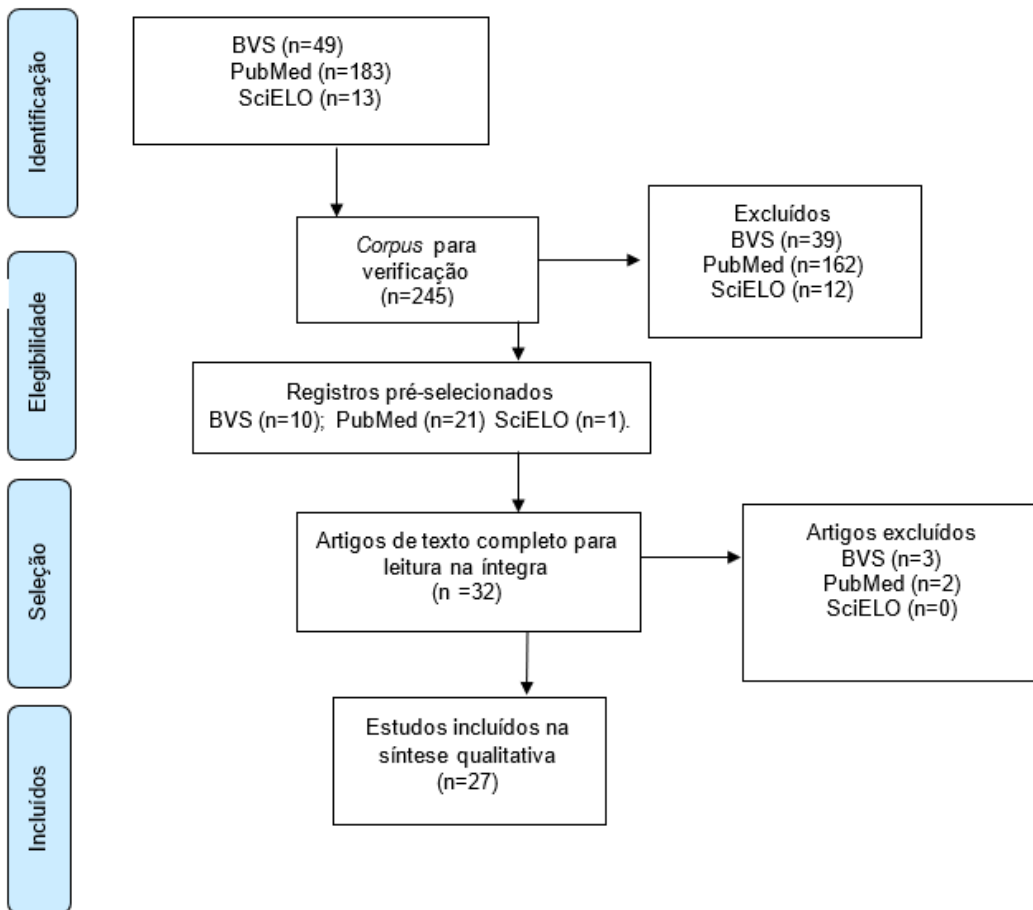 Identificação
BVS (n=49)
PubMed (n=183)
SciELO (n=13)
Corpus para
verificação
(n=245)
Excluídos
BVS (n=39)
PubMed (n=162)
SciELO (n=12)
Elegibilidade
Registros pré-selecionados
BVS (n=10); PubMed (n=21) SciELO (n=1).
Seleção
Artigos de texto completo para
leitura na íntegra
(n =32)
Artigos excluídos
BVS (n=3)
PubMed (n=2)
SciELO (n=0)
Incluídos
Estudos incluídos na
síntese qualitativa
(n=27)